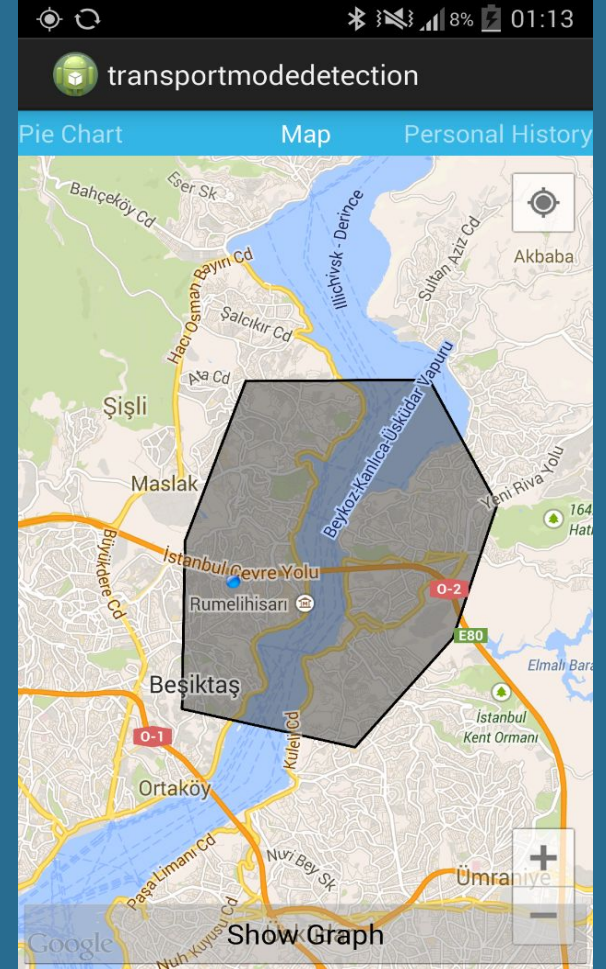 8% 01:13
transportmodedetection
Pie Chart Map Personal History
Bahçeköy Cd
Eser Sk
Illichivsk - Derince
Sultan Aziz Cd
Akbaba
Hacı Osman Bayırı Cd
Şalcıkır Cd
Ata Cd
Şişli
Beykoz-Kanlıca-Üsküdar Vapuru
Maslak
Yeni Riva Yolu
164
Hati
Büyükdere Cd
İstanbul Çevre Yolu
Rumelihisarı
O-2
E80
Elmalı Bara
Beşiktaş
İstanbul
Kent Ormanı
O-1
Kuleli Cd
Ortaköy
Paşa Limanı Cd
Nuri Bey Sk
Ümraniye
+
−
Nuh Kuyusu Cd
Show Graph
Google